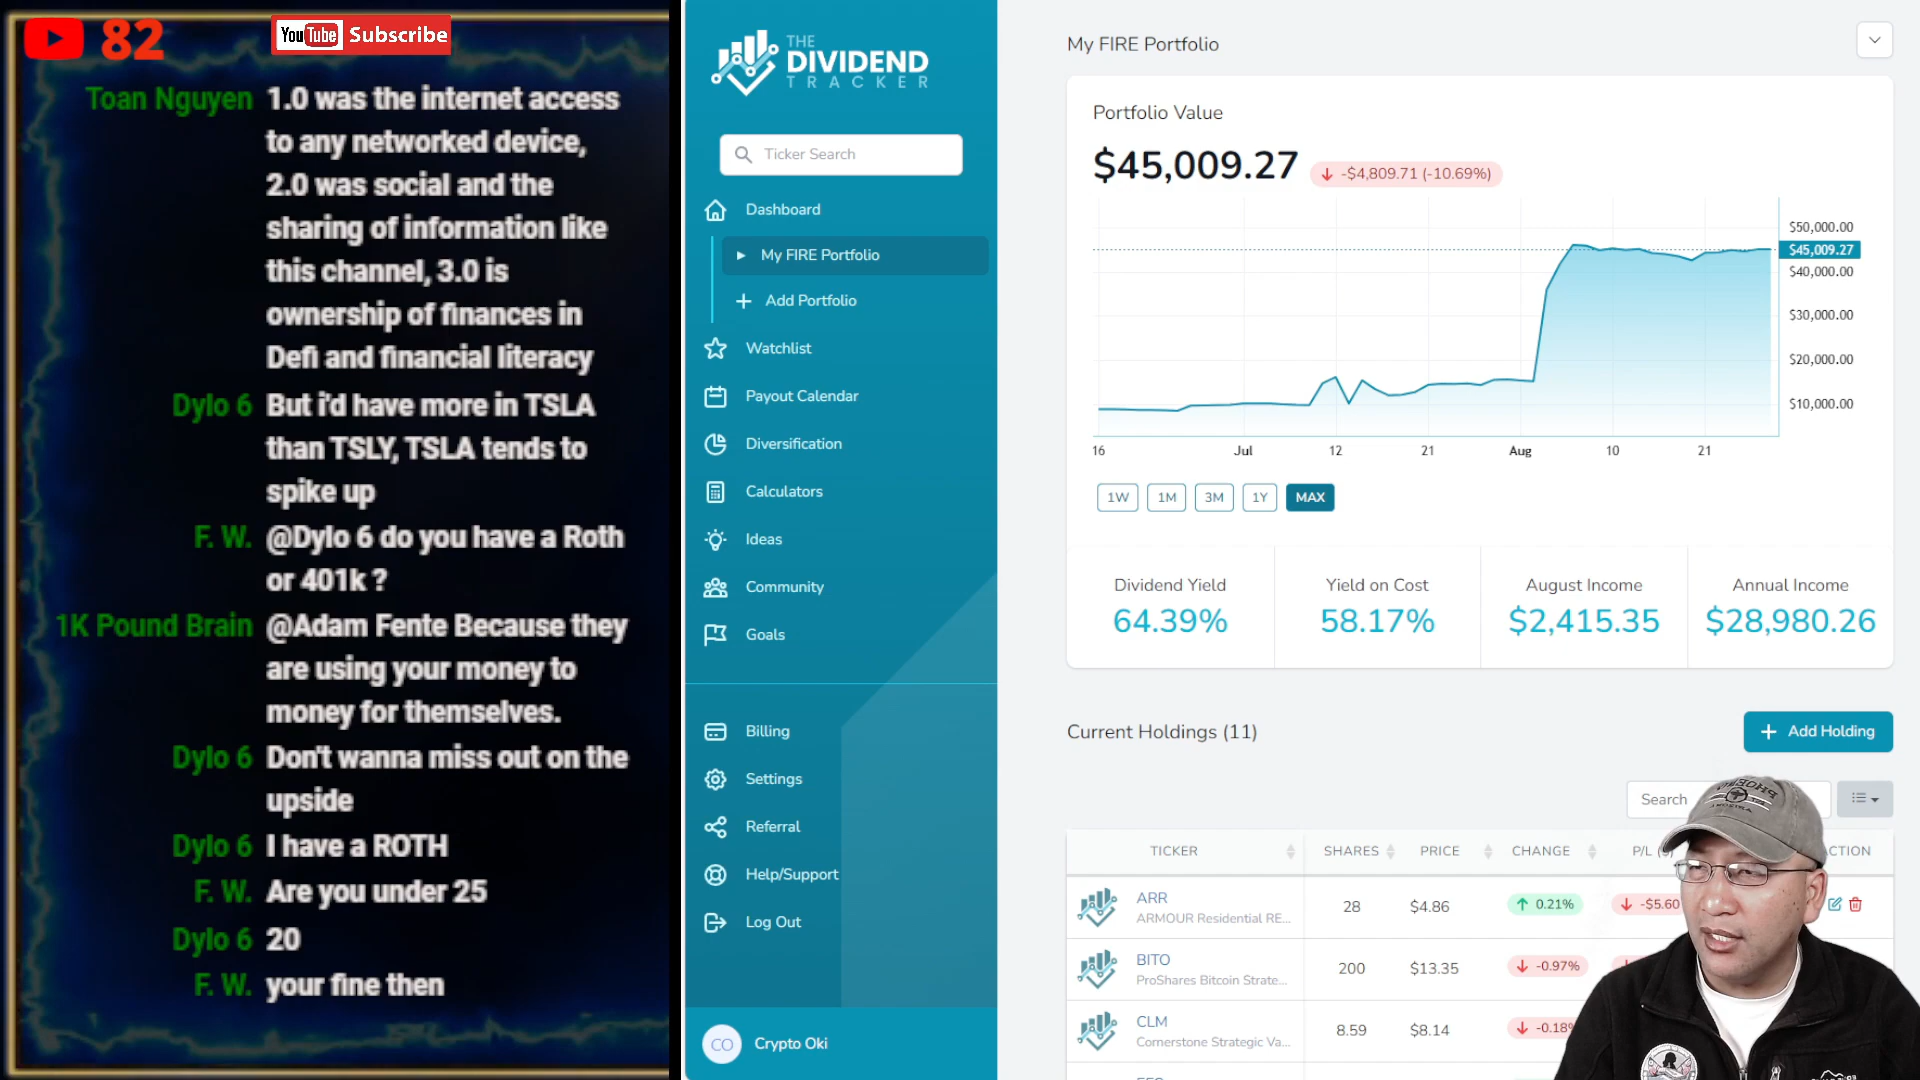 82
YouTube Subscribe
Toan Nguyen 1.0 was the internet access
to any networked device,
2.0 was social and the
sharing of information like
this channel, 3.0 is
ownership of finances in
Defi and financial literacy
Dylo 6 But i'd have more in TSLA
than TSLY, TSLA tends to
spike up
F. W. @Dylo 6 do you have a Roth
or 401k ?
1K Pound Brain @Adam Fente Because they
are using your money to
money for themselves.
Dylo 6 Don't wanna miss out on the
upside
Dylo 6 I have a ROTH
F. W. Are you under 25
Dylo 6 20
F. W. your fine then
THE
DIVIDEND
TRACKER
Ticker Search
Dashboard
My FIRE Portfolio
Add Portfolio
Watchlist
Payout Calendar
Diversification
Calculators
Ideas
Community
Goals
Billing
Settings
Referral
Help/Support
Log Out
CO Crypto Oki
My FIRE Portfolio
Portfolio Value
$45,009.27 -$4,809.71 (-10.69%)
$50,000.00
$45,009.27
$40,000.00
$30,000.00
$20,000.00
$10,000.00
16 Jul 12 21 Aug 10 21
1W 1M 3M 1Y MAX
Dividend Yield Yield on Cost August Income Annual Income
64.39% 58.17% $2,415.35 $28,980.26
Current Holdings (11)
+ Add Holding
Search
TICKER SHARES PRICE CHANGE P/L CTION
ARR 28 $4.86 0.21% -$5.60
ARMOUR Residential RE...
BITO 200 $13.35 -0.97%
ProShares Bitcoin Strate...
CLM 8.59 $8.14 -0.18%
Cornerstone Strategic Va...